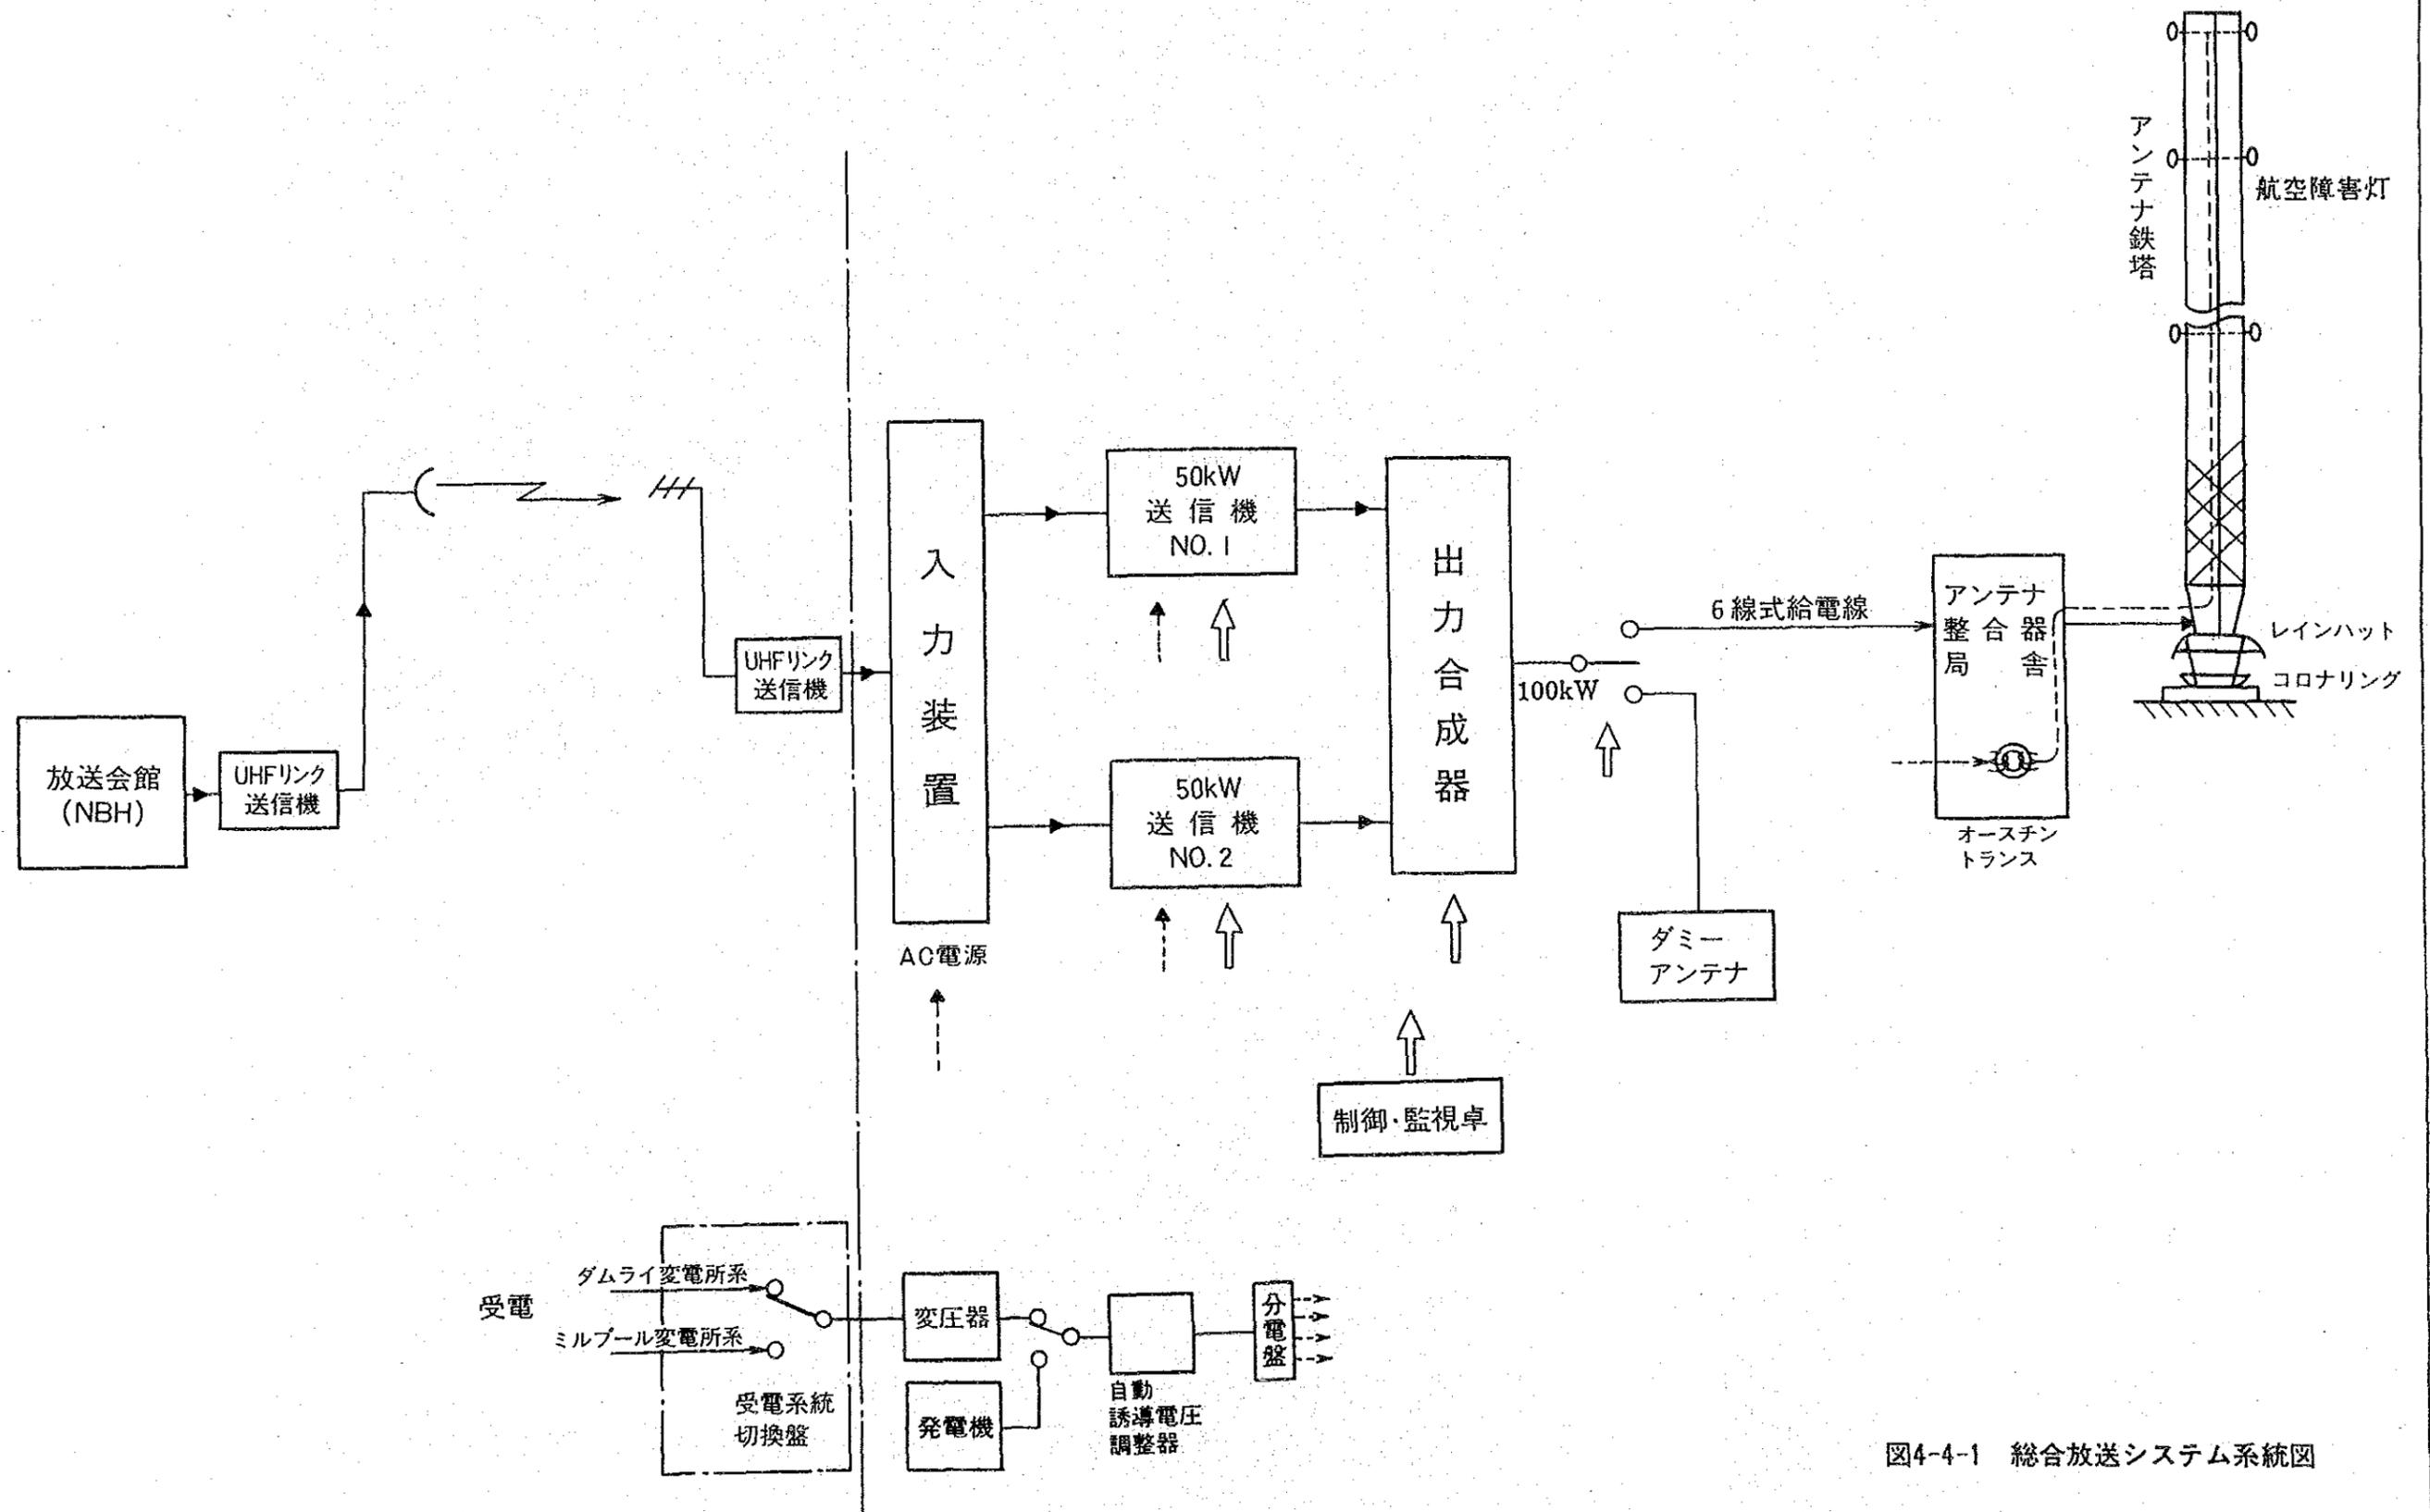 アンテナ鉄塔
航空障害灯
50kW
送信機
NO.1
入力装置
出力合成器
6線式給電線
アンテナ
整合器
局舎
レインハット
コロナリング
UHFリンク
送信機
100kW
放送会館
(NBH)
UHFリンク
送信機
50kW
送信機
NO.2
オースチン
トランス
AC電源
ダミー
アンテナ
制御・監視卓
受電
ダムライ変電所系
ミルプール変電所系
受電系統
切換盤
変圧器
発電機
自動
誘導電圧
調整器
分電盤
図4-4-1 総合放送システム系統図